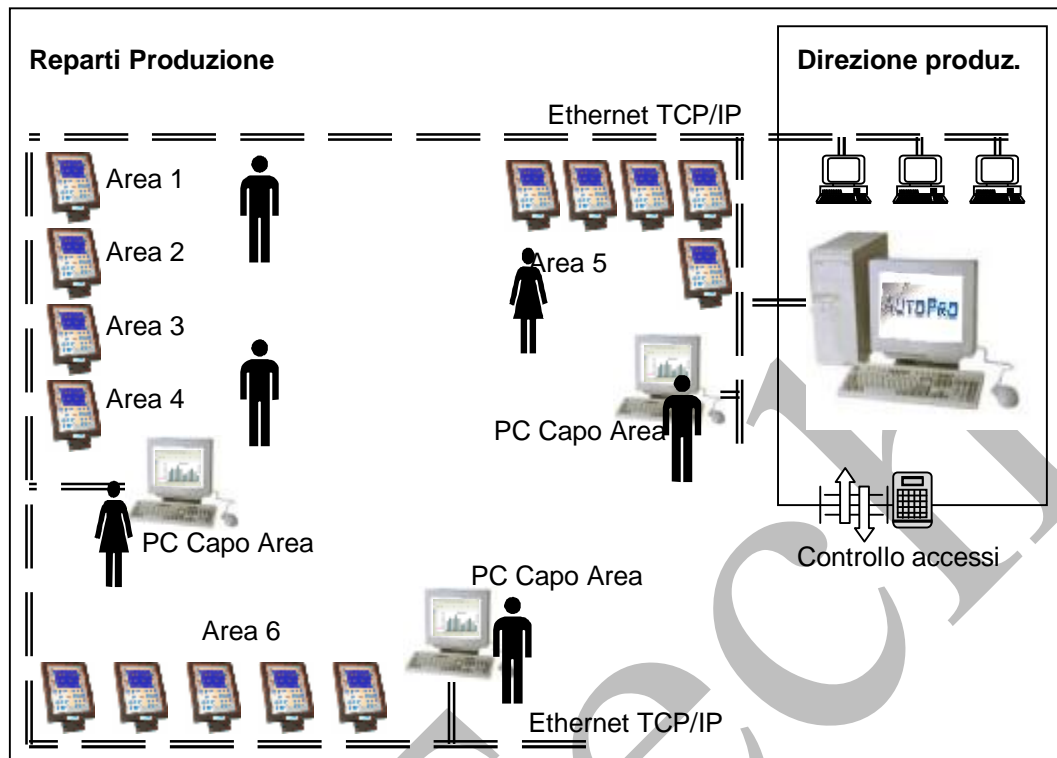 Reparti Produzione
Direzione produz.
Ethernet TCP/IP
Area 1
Area 2
Area 3
Area 4
Area 5
AUTOPRO
PC Capo Area
PC Capo Area
PC Capo Area
Controllo accessi
Area 6
Ethernet TCP/IP